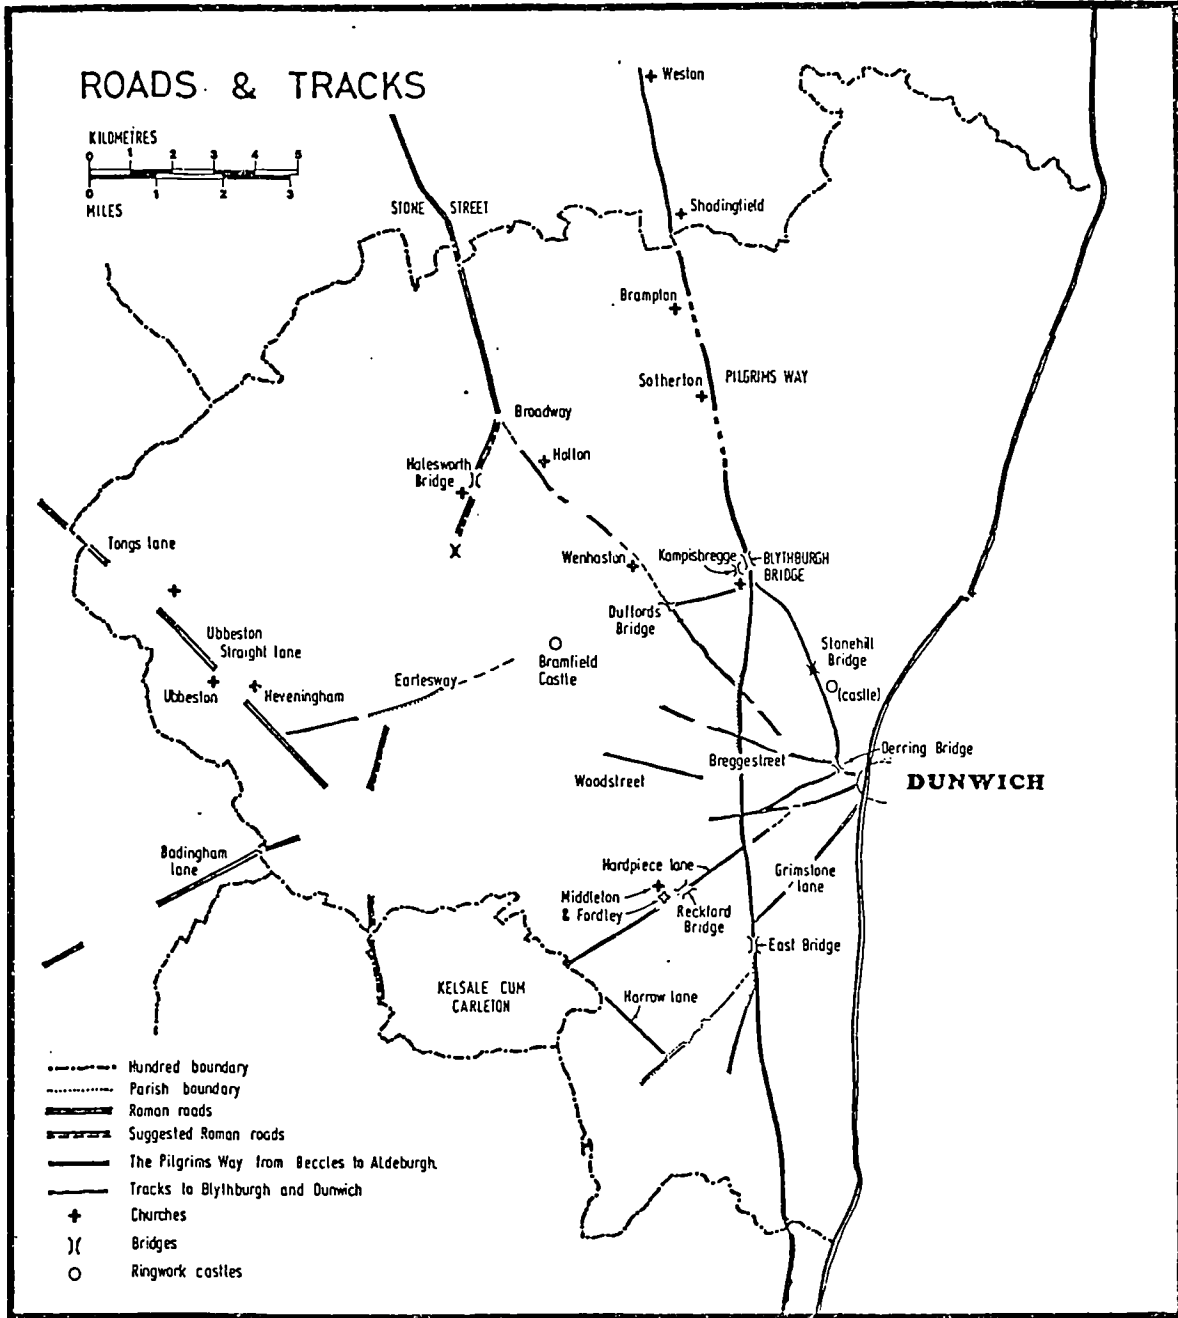 ROADS & TRACKS
KILOMETRES
0 1 2 3 4 5
0 1 2 3
MILES
STONE STREET
Weston
Shadingfield
Brampton
Sotherton
PILGRIMS WAY
Broadway
Holton
Halesworth
Bridge
Tongs lane
Wenhaston
Kampisbregge
BLYTHBURGH
BRIDGE
Duffords
Bridge
Ubbeston
Straight lane
Stonehill
Bridge
Bramfield
Castle
(castle)
Ubbeston
Heveningham
Earlesway
Derring Bridge
Breggestreet
Woodstreet
DUNWICH
Badingham
lane
Hardpiece lane
Grimstone
lane
Middleton
& Fordley
Reckford
Bridge
East Bridge
KELSALE CUM
CARLETON
Harrow lane
Hundred boundary
Parish boundary
Roman roads
Suggested Roman roads
The Pilgrims Way from Beccles to Aldeburgh.
Tracks to Blythburgh and Dunwich
Churches
Bridges
Ringwork castles